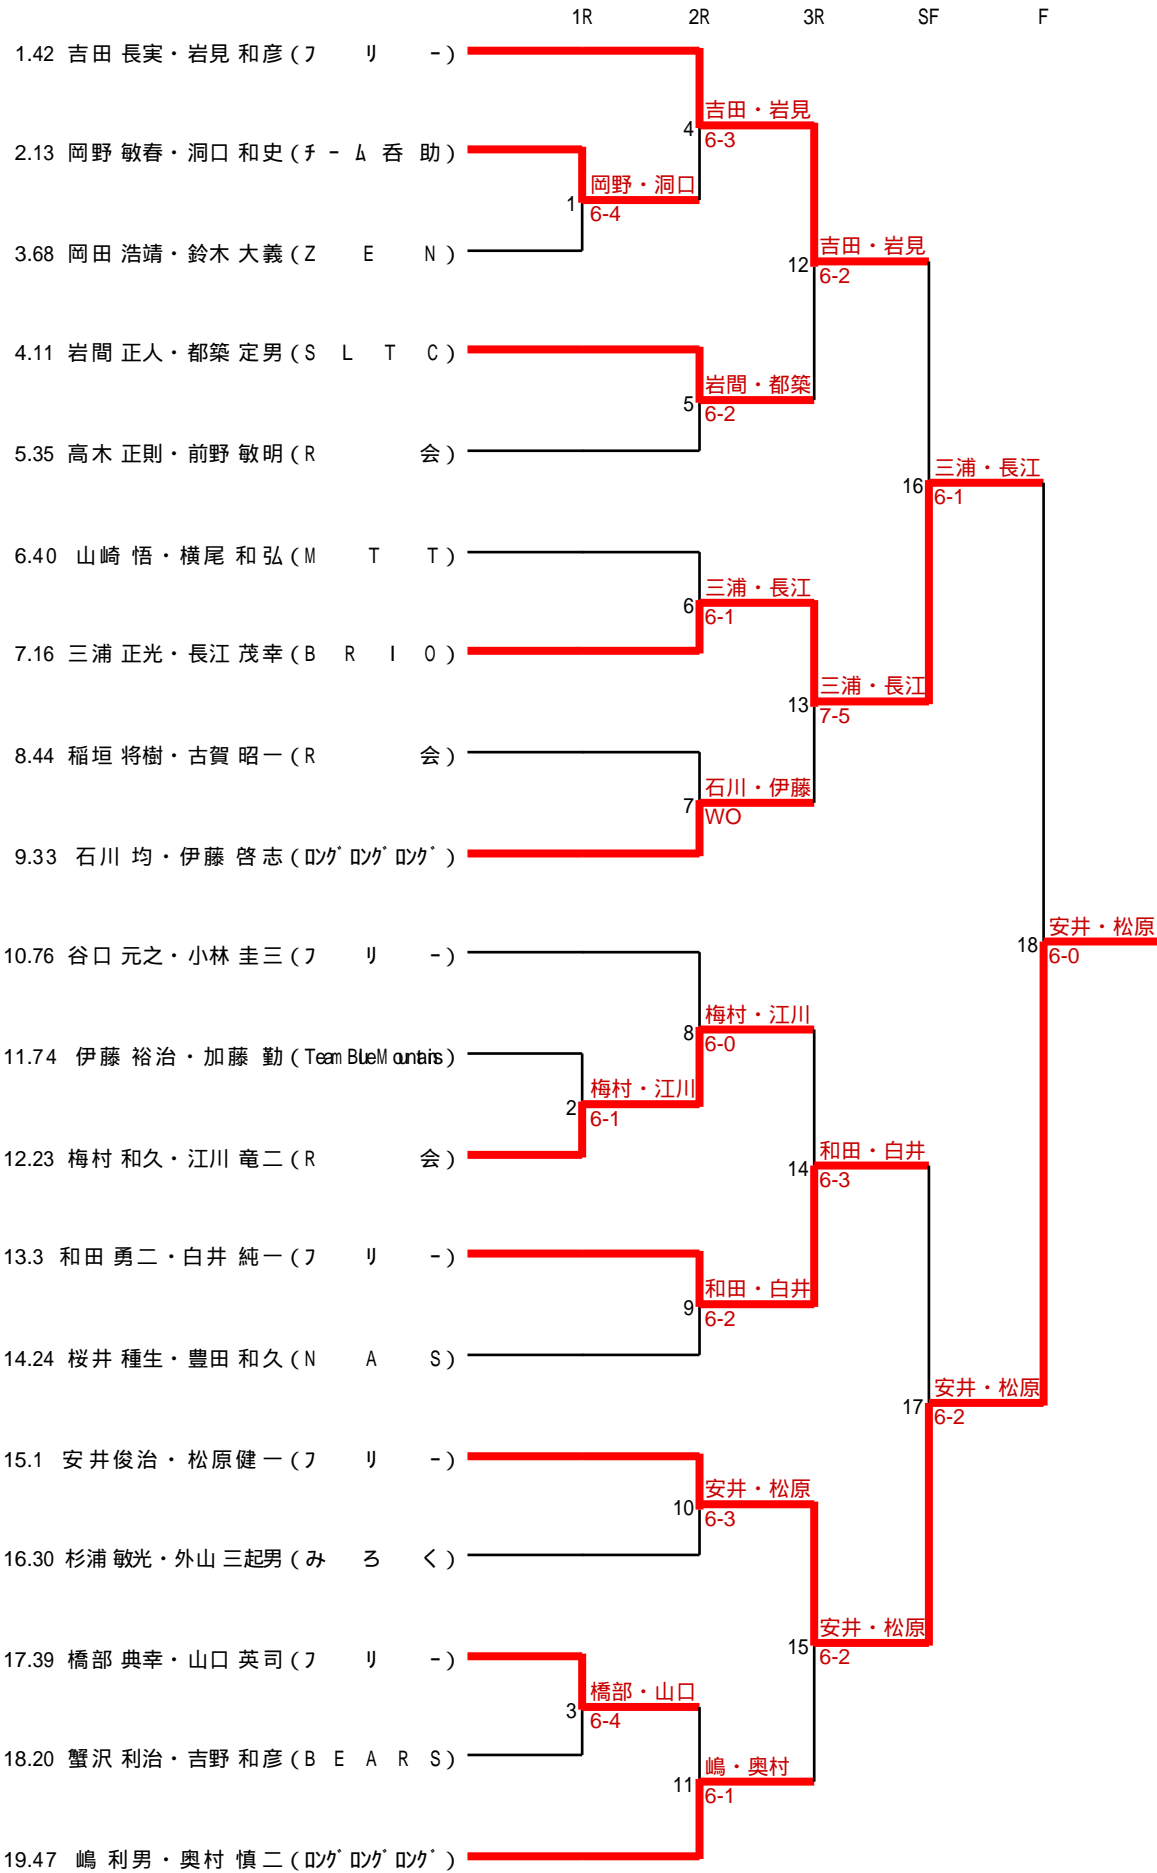 1R 2R 3R SF F
1.42 吉田 長実・岩見 和彦 (フリー)
吉田・岩見
4 6-3
2.13 岡野 敏春・洞口 和史 (チーム呑助)
岡野・洞口
1 6-4
3.68 岡田 浩靖・鈴木 大義 (ZEN)
吉田・岩見
12 6-2
4.11 岩間 正人・都築 定男 (SLTC)
岩間・都築
5 6-2
5.35 高木 正則・前野 敏明 (R会)
三浦・長江
16 6-1
6.40 山崎 悟・横尾 和弘 (MTT)
三浦・長江
6 6-1
7.16 三浦 正光・長江 茂幸 (BRIO)
三浦・長江
13 7-5
8.44 稲垣 将樹・古賀 昭一 (R会)
石川・伊藤
7 WO
9.33 石川 均・伊藤 啓志 (ロングロングロング)
安井・松原
18 6-0
10.76 谷口 元之・小林 圭三 (フリー)
梅村・江川
8 6-0
11.74 伊藤 裕治・加藤 勤 (Team BlueMountains)
梅村・江川
2 6-1
12.23 梅村 和久・江川 竜二 (R会)
和田・白井
14 6-3
13.3 和田 勇二・白井 純一 (フリー)
和田・白井
9 6-2
14.24 桜井 種生・豊田 和久 (NAS)
安井・松原
17 6-2
15.1 安井俊治・松原健一 (フリー)
安井・松原
10 6-3
16.30 杉浦 敏光・外山 三起男 (みろく)
安井・松原
15 6-2
17.39 橋部 典幸・山口 英司 (フリー)
橋部・山口
3 6-4
18.20 蟹沢 利治・吉野 和彦 (BEARS)
嶋・奥村
11 6-1
19.47 嶋 利男・奥村 慎二 (ロングロングロング)